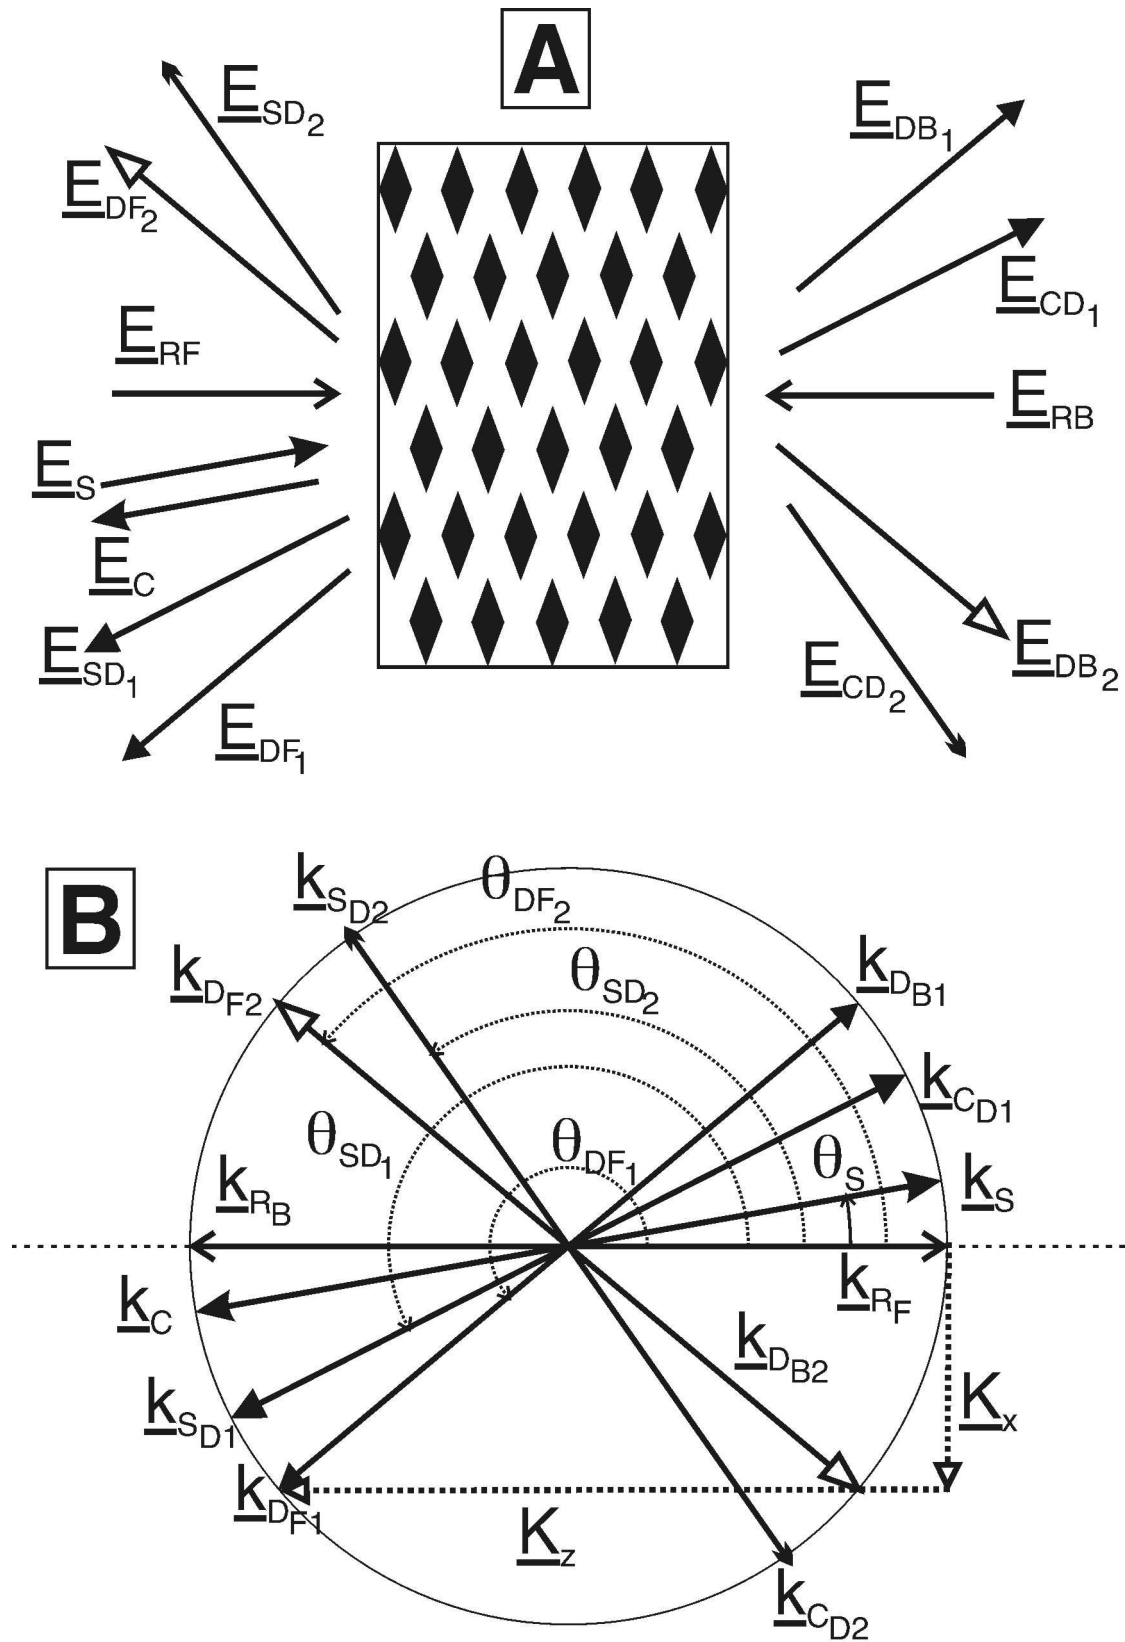 A
E_SD2
E_DB1
E_DF2
E_CD1
E_RF
E_RB
E_S
E_C
E_SD1
E_DB2
E_CD2
E_DF1
B
k_SD2
θ_DF2
k_DF2
θ_SD2
k_DB1
k_CD1
θ_SD1
θ_DF1
θ_S
k_RB
k_S
k_C
k_RF
k_DB2
k_SD1
K_x
k_DF1
K_z
k_CD2